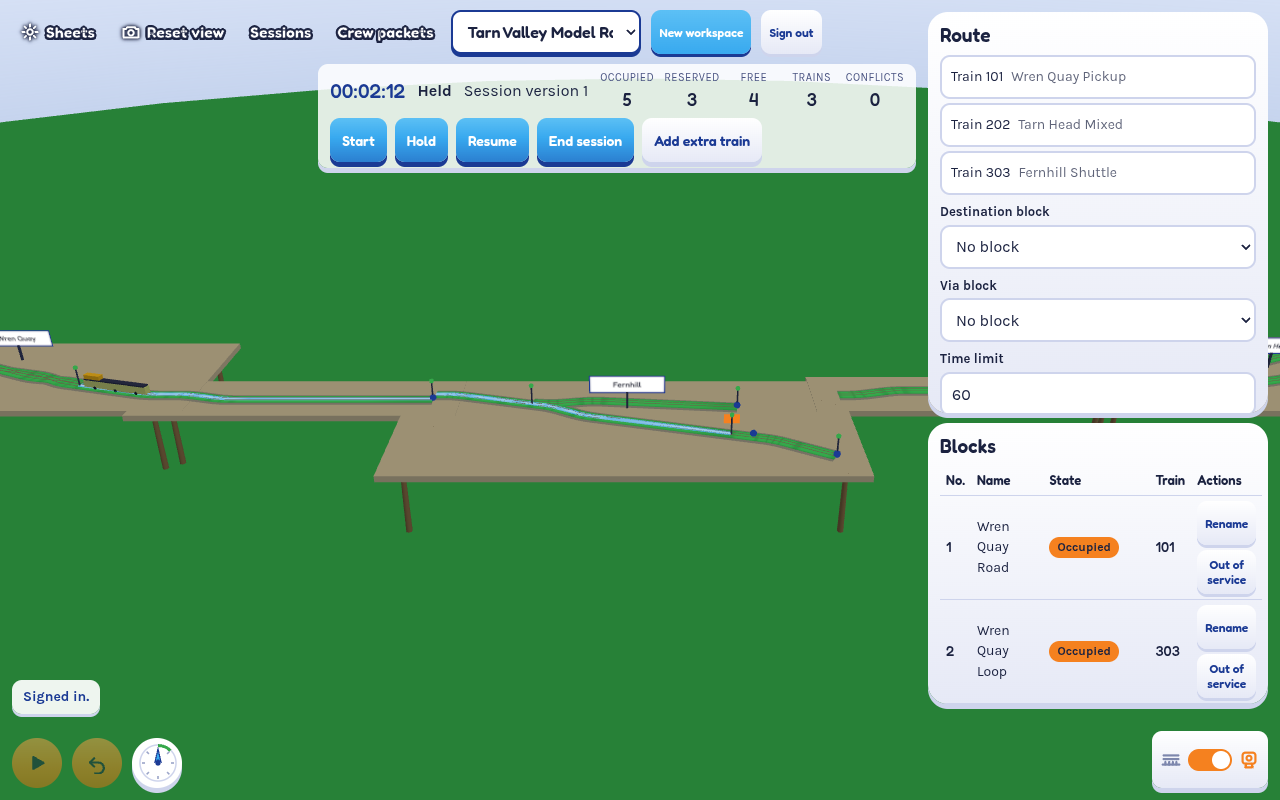 Sheets
Reset view
Sessions
Crew packets
Tarn Valley Model Ro
New workspace
Sign out
00:02:12
Held
Session version 1
OCCUPIED
5
RESERVED
3
FREE
4
TRAINS
3
CONFLICTS
0
Start
Hold
Resume
End session
Add extra train
Route
Train 101 Wren Quay Pickup
Train 202 Tarn Head Mixed
Train 303 Fernhill Shuttle
Destination block
No block
Via block
No block
Time limit
60
Wren Quay
Fernhill
Blocks
No. Name State Train Actions
1
Wren
Quay
Road
Occupied
101
Rename
Out of
service
2
Wren
Quay
Loop
Occupied
303
Rename
Out of
service
Signed in.